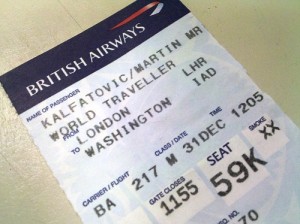 BRITISH AIRWAYS
NAME OF PASSENGER
KALFATOVIC/MARTIN MR
WORLD TRAVELLER
FROM LONDON LHR
TO WASHINGTON IAD
CARRIER/FLIGHT CLASS/DATE TIME
BA 217 M 31DEC 1205
GATE CLOSES SEAT SMOKE
1155 59K XX
70